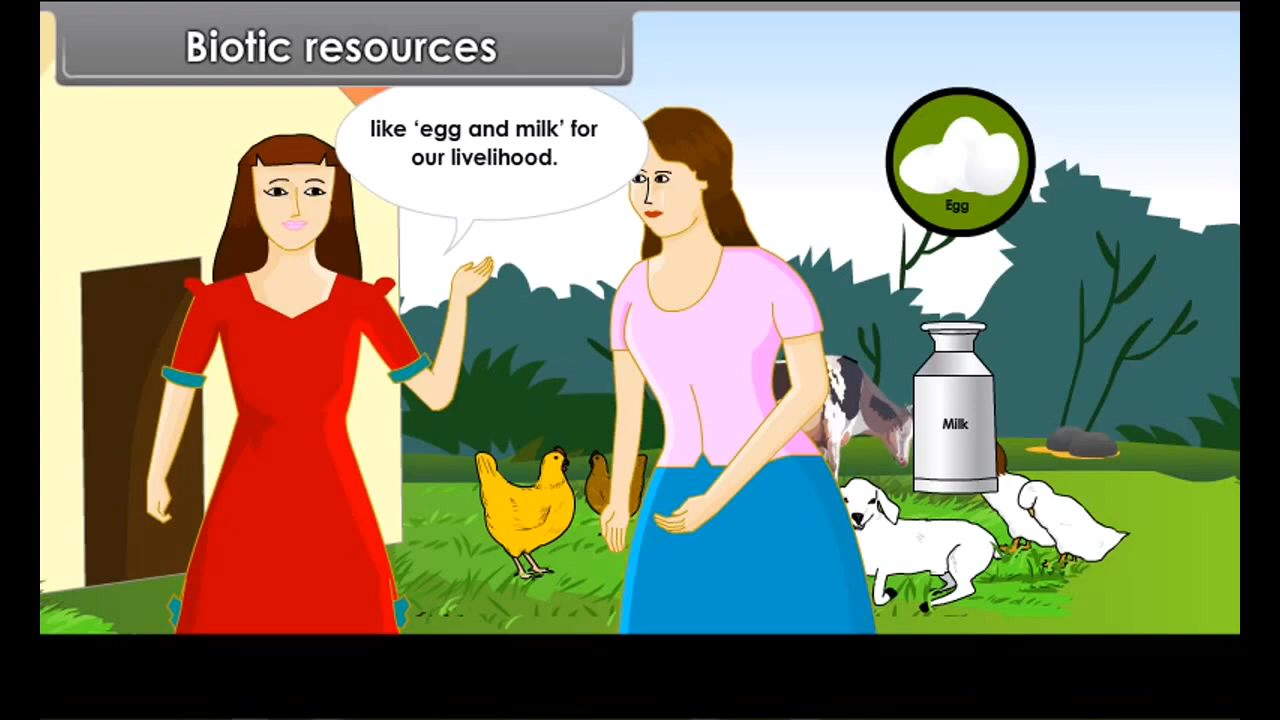 Biotic resources
like ‘egg and milk’ for
our livelihood.
Egg
Milk